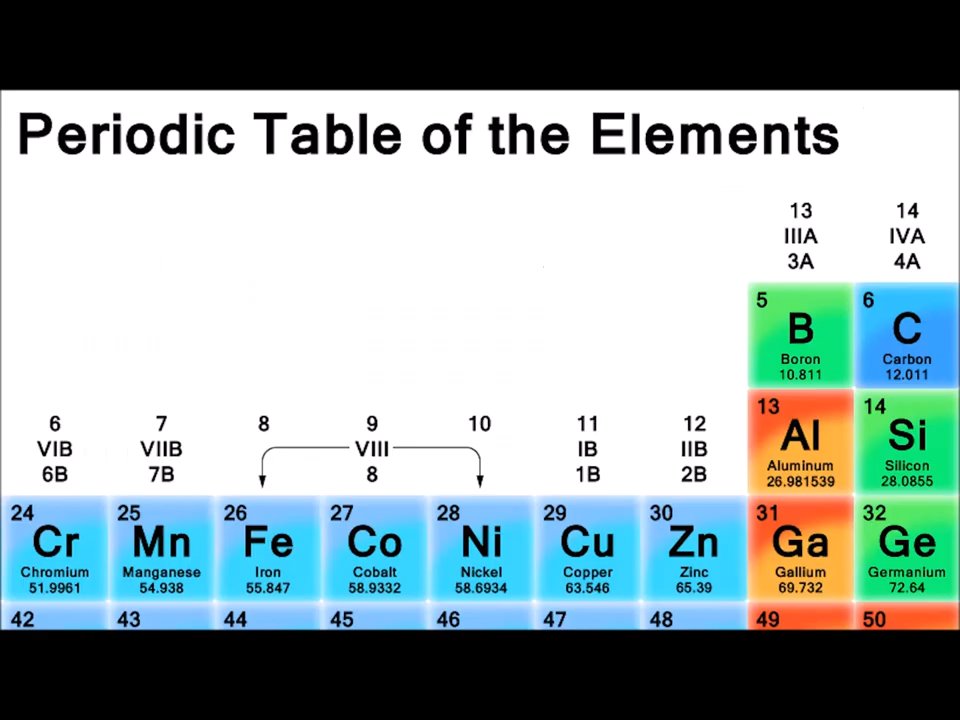 Periodic Table of the Elements
13 14
IIIA IVA
3A 4A
5 6
B C
Boron Carbon
10.811 12.011
6 7 8 9 10 11 12 13 14
VIB VIIB VIII IB IIB Al Si
6B 7B 8 1B 2B Aluminum Silicon
26.981539 28.0855
24 25 26 27 28 29 30 31 32
Cr Mn Fe Co Ni Cu Zn Ga Ge
Chromium Manganese Iron Cobalt Nickel Copper Zinc Gallium Germanium
51.9961 54.938 55.847 58.9332 58.6934 63.546 65.39 69.732 72.64
42 43 44 45 46 47 48 49 50